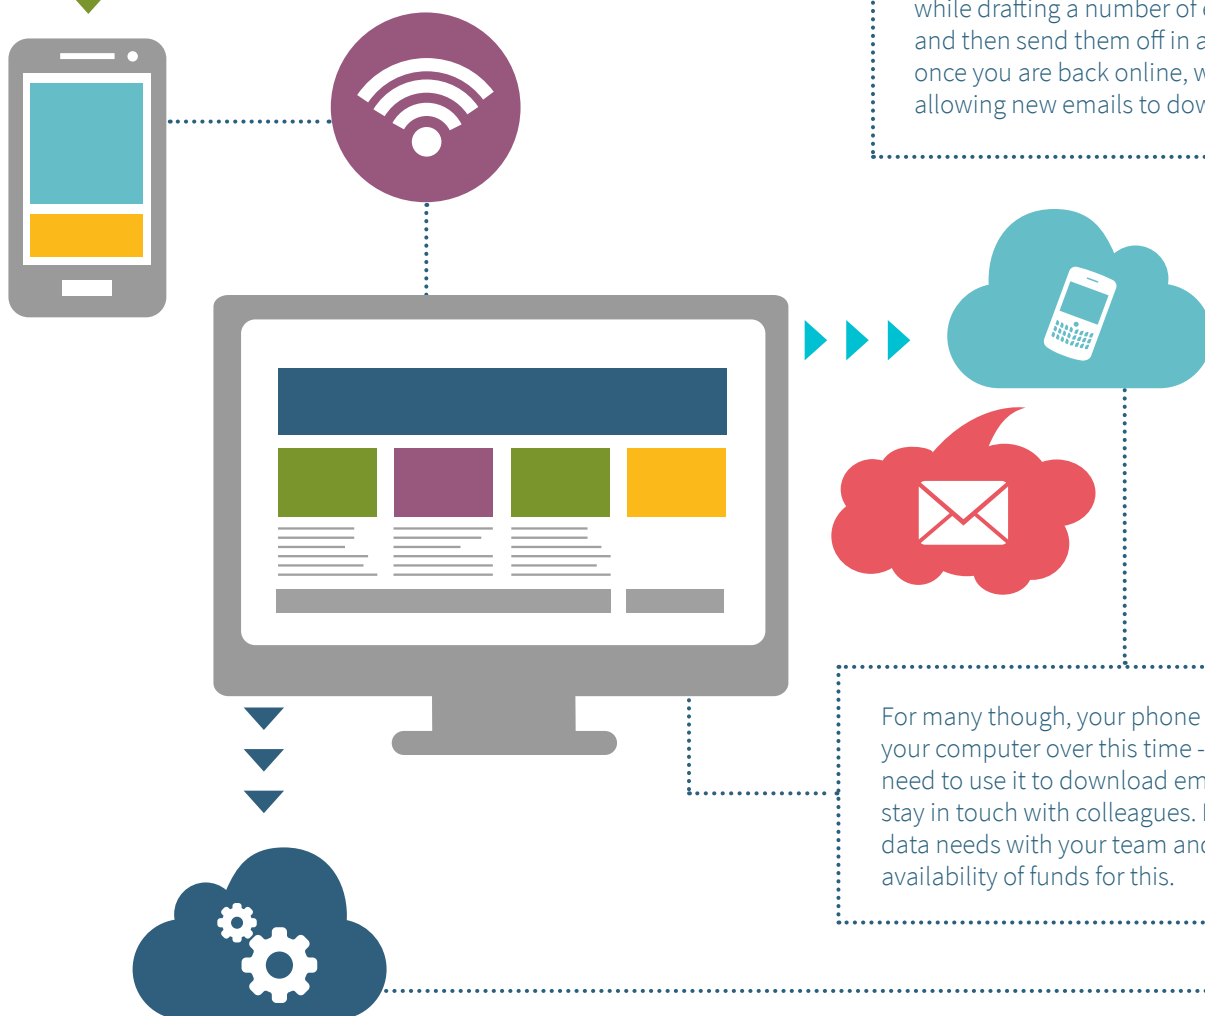 while drafting a number of
and then send them off in a
once you are back online,
allowing new emails to
For many though, your phone
your computer over this time -
need to use it to download
stay in touch with colleagues.
data needs with your team and
availability of funds for this.